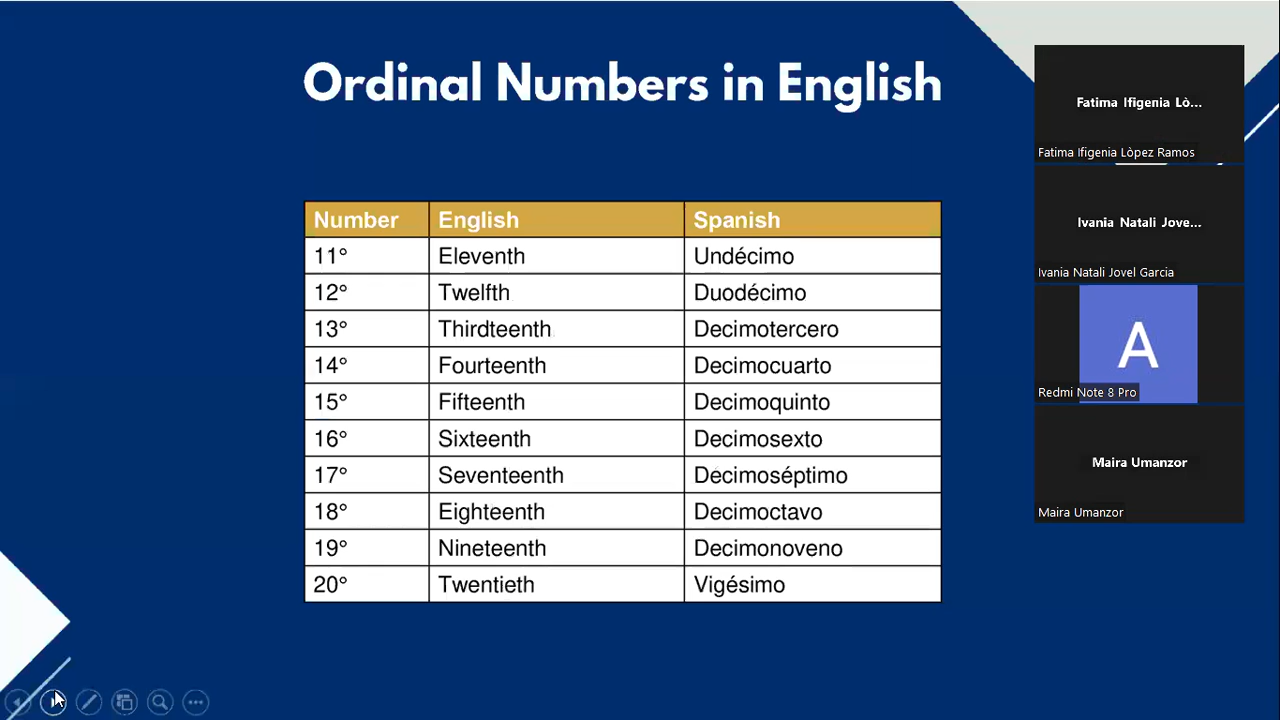 Ordinal Numbers in English
Number English Spanish
11° Eleventh Undécimo
12° Twelfth Duodécimo
13° Thirdteenth Decimotercero
14° Fourteenth Decimocuarto
15° Fifteenth Decimoquinto
16° Sixteenth Decimosexto
17° Seventeenth Decimoséptimo
18° Eighteenth Decimoctavo
19° Nineteenth Decimonoveno
20° Twentieth Vigésimo
Fatima Ifigenia Lò...
Fatima Ifigenia Lòpez Ramos
Ivania Natali Jove...
Ivania Natali Jovel Garcia
A
Redmi Note 8 Pro
Maira Umanzor
Maira Umanzor